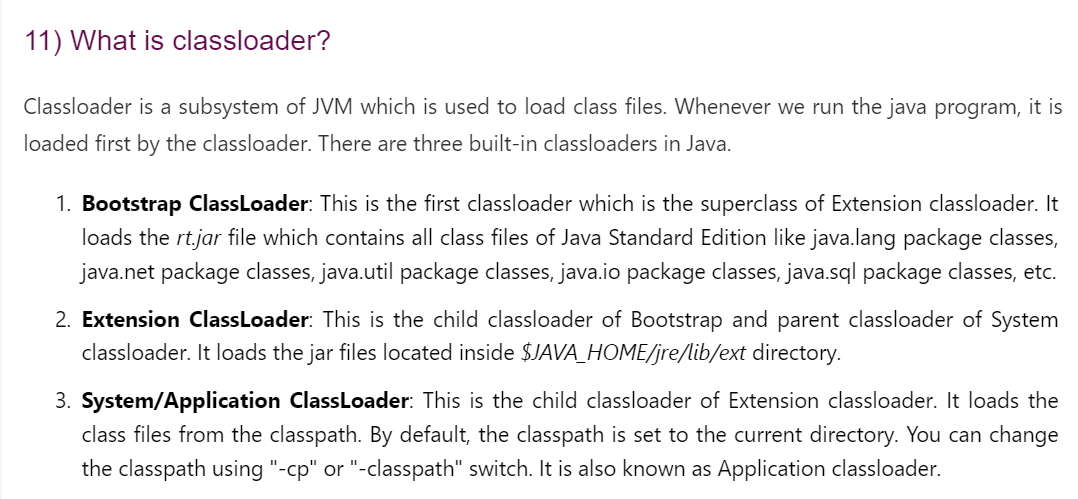 11) What is classloader?
Classloader is a subsystem of JVM which is used to load class files. Whenever we run the java program, it is
loaded first by the classloader. There are three built-in classloaders in Java.
1. Bootstrap ClassLoader: This is the first classloader which is the superclass of Extension classloader. It
loads the rt.jar file which contains all class files of Java Standard Edition like java.lang package classes,
java.net package classes, java.util package classes, java.io package classes, java.sql package classes, etc.
2. Extension ClassLoader: This is the child classloader of Bootstrap and parent classloader of System
classloader. It loads the jar files located inside $JAVA_HOME/jre/lib/ext directory.
3. System/Application ClassLoader: This is the child classloader of Extension classloader. It loads the
class files from the classpath. By default, the classpath is set to the current directory. You can change
the classpath using "-cp" or "-classpath" switch. It is also known as Application classloader.